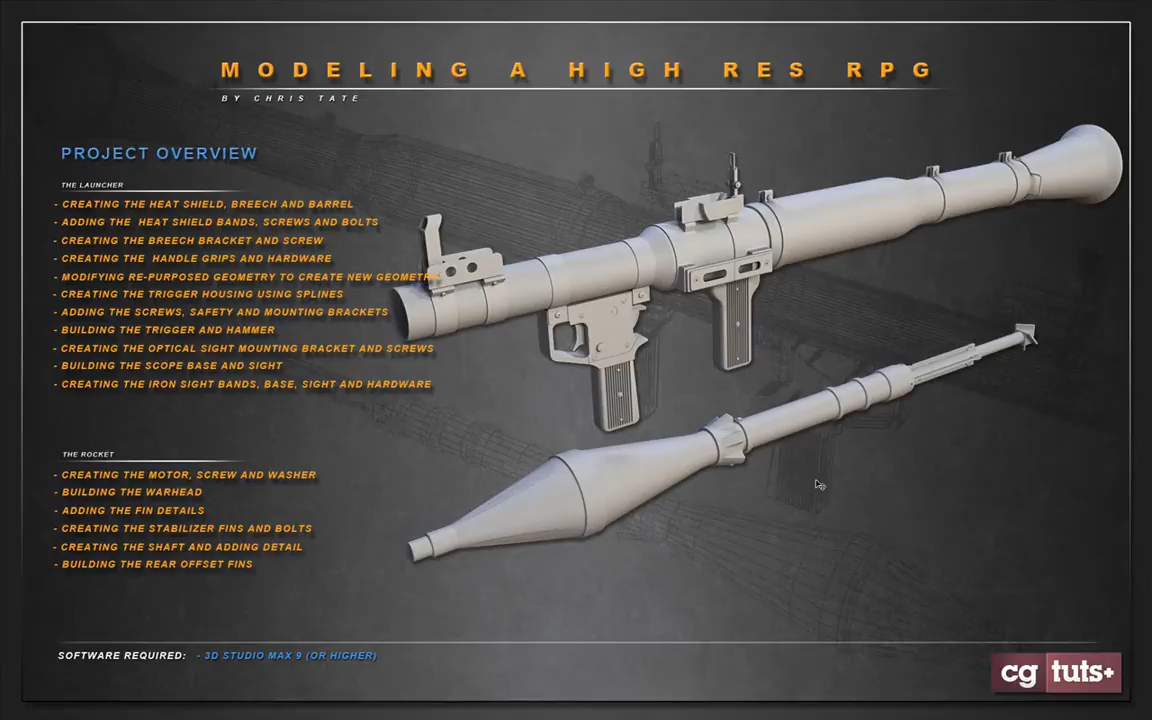 MODELING A HIGH RES RPG
BY CHRIS TATE
PROJECT OVERVIEW
THE LAUNCHER
- CREATING THE HEAT SHIELD, BREECH AND BARREL
- ADDING THE HEAT SHIELD BANDS, SCREWS AND BOLTS
- CREATING THE BREECH BRACKET AND SCREW
- CREATING THE HANDLE GRIPS AND HARDWARE
- MODIFYING RE-PURPOSED GEOMETRY TO CREATE NEW GEOMETRY
- CREATING THE TRIGGER HOUSING USING SPLINES
- ADDING THE SCREWS, SAFETY AND MOUNTING BRACKETS
- BUILDING THE TRIGGER AND HAMMER
- CREATING THE OPTICAL SIGHT MOUNTING BRACKET AND SCREWS
- BUILDING THE SCOPE BASE AND SIGHT
- CREATING THE IRON SIGHT BANDS, BASE, SIGHT AND HARDWARE
THE ROCKET
- CREATING THE MOTOR, SCREW AND WASHER
- BUILDING THE WARHEAD
- ADDING THE FIN DETAILS
- CREATING THE STABILIZER FINS AND BOLTS
- CREATING THE SHAFT AND ADDING DETAIL
- BUILDING THE REAR OFFSET FINS
SOFTWARE REQUIRED: - 3D STUDIO MAX 9 (OR HIGHER)
cg tuts+